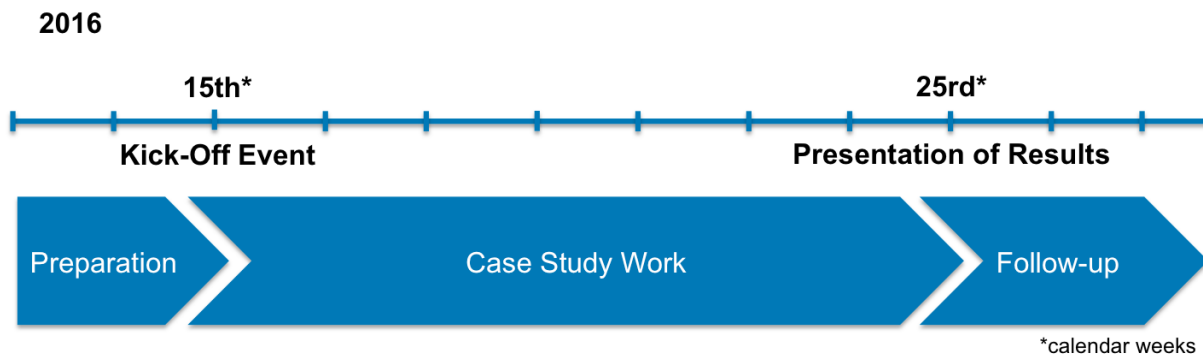 2016
15th* 25rd*
Kick-Off Event Presentation of Results
Preparation Case Study Work Follow-up
*calendar weeks